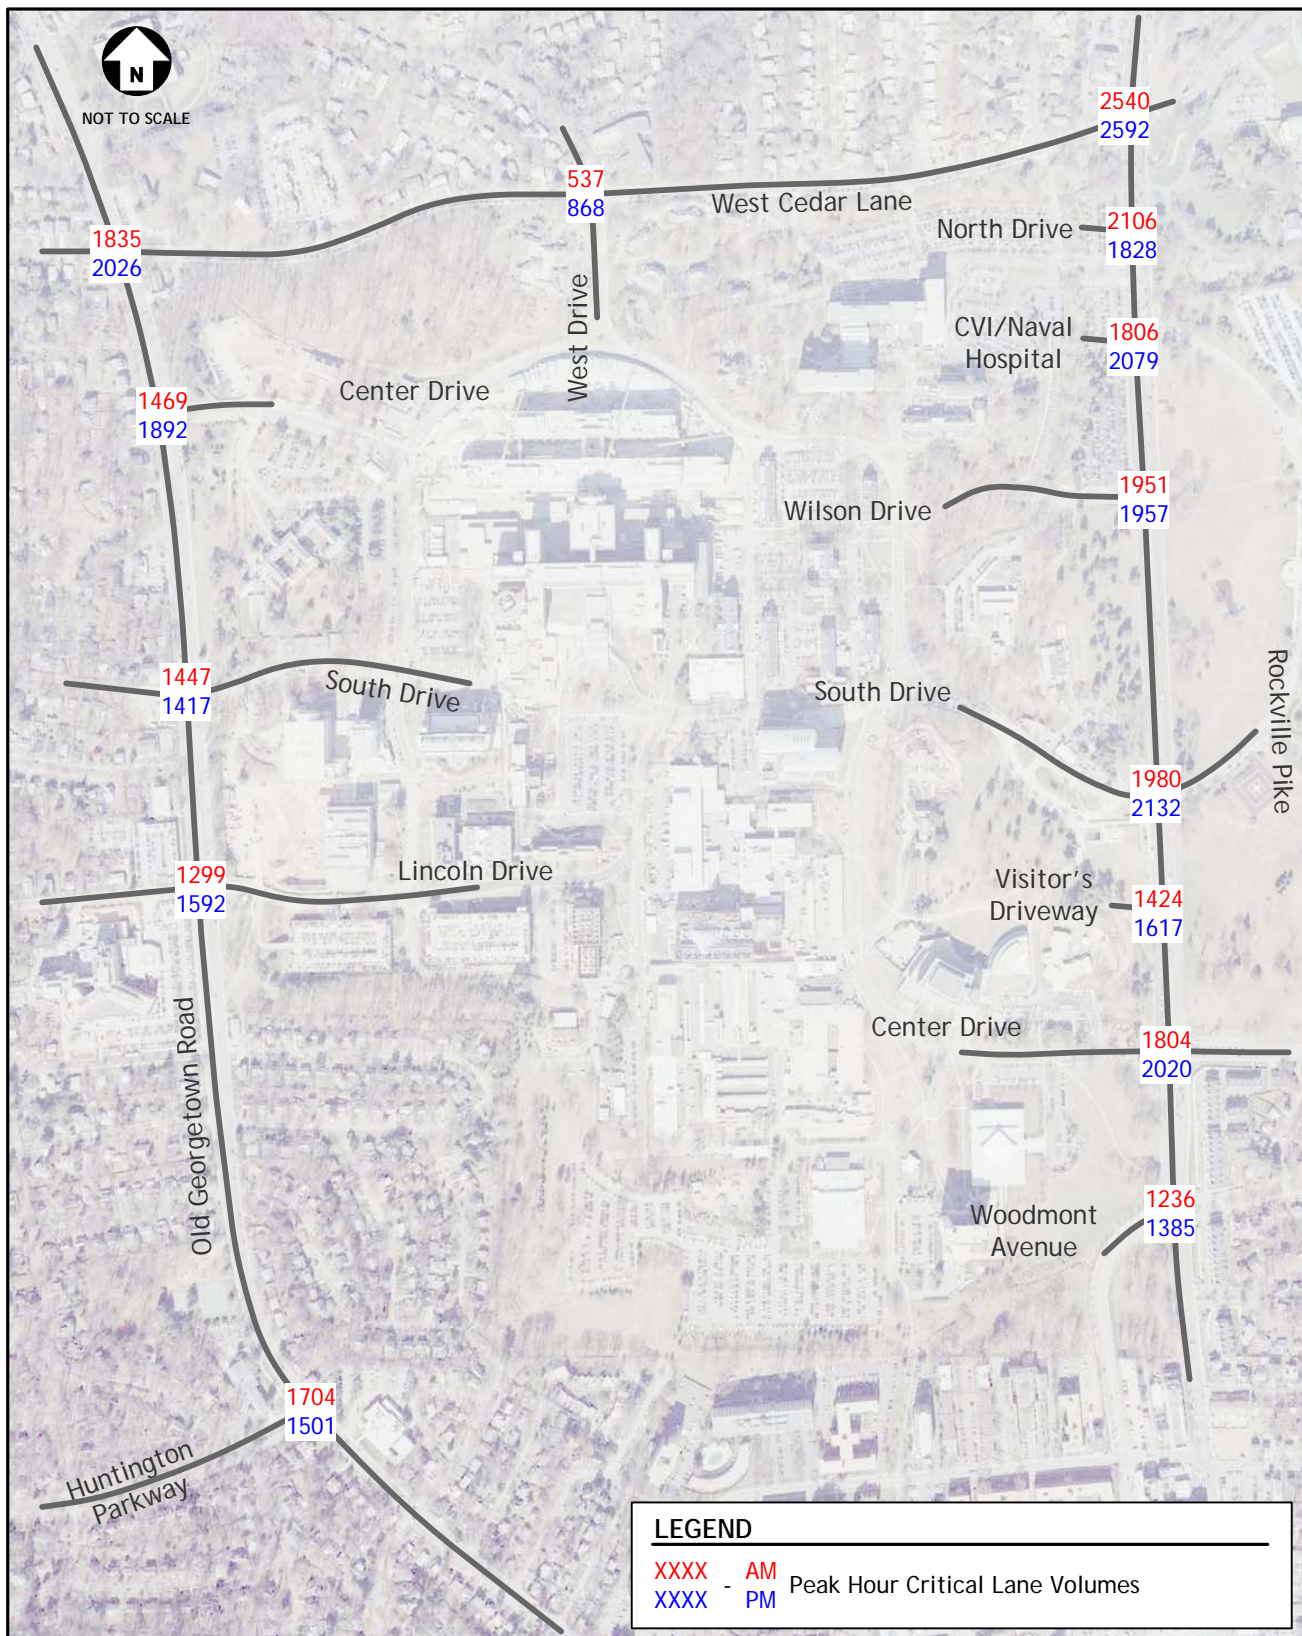 N
NOT TO SCALE
2540
2592
537
868
West Cedar Lane
North Drive
2106
1828
1835
2026
West Drive
CVI/Naval
Hospital
1806
2079
Center Drive
1469
1892
Wilson Drive
1951
1957
1447
1417
South Drive
South Drive
Rockville Pike
1980
2132
1299
1592
Lincoln Drive
Visitor's
Driveway
1424
1617
Old Georgetown Road
Center Drive
1804
2020
Woodmont
Avenue
1236
1385
1704
1501
Huntington
Parkway
LEGEND
XXXX - AM
XXXX PM
Peak Hour Critical Lane Volumes